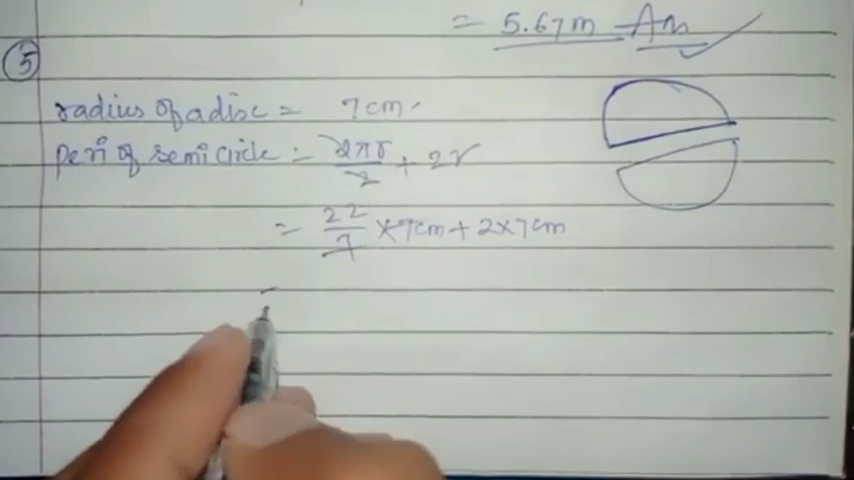 = 5.67m Ans
5
radius of a disc = 7cm.
peri of semi circle = 2πr/2 + 2r
= 22/7 × 7cm + 2×7cm